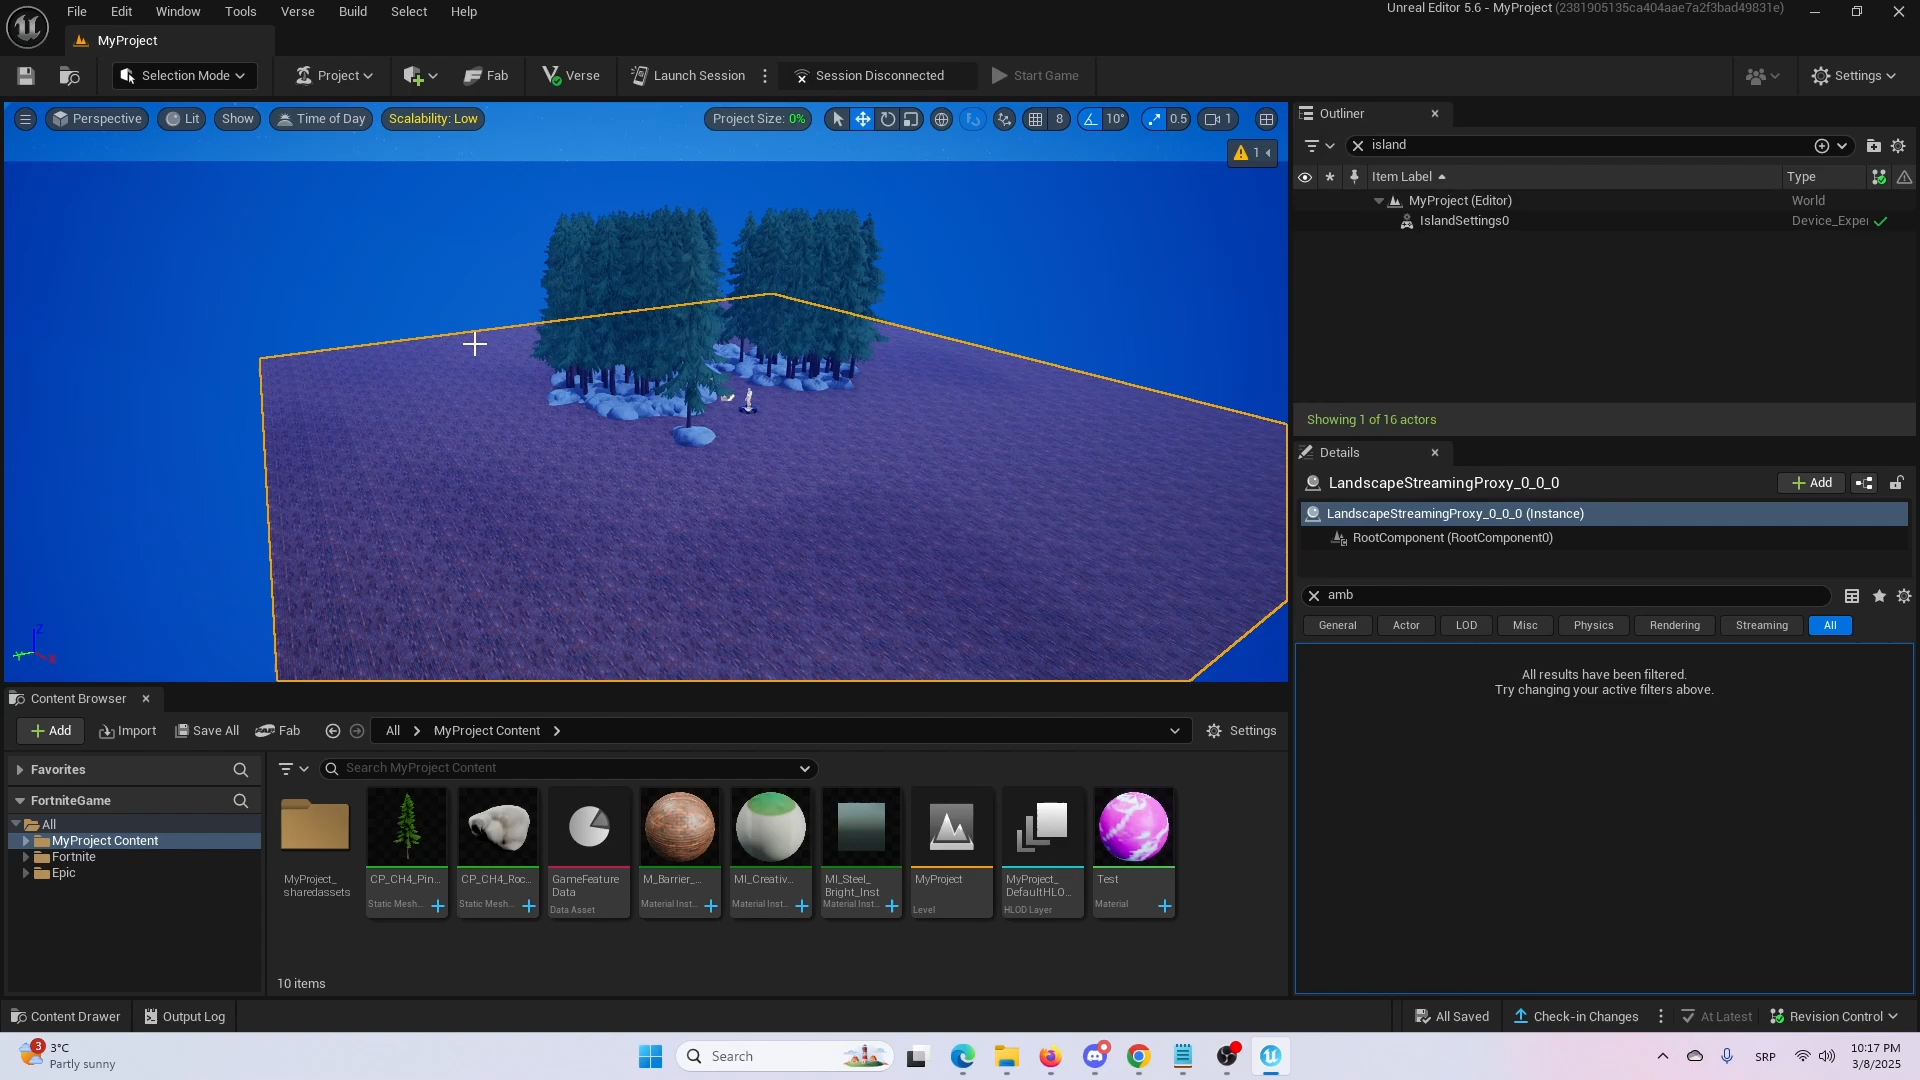 File Edit Window Tools Verse Build Select Help
Unreal Editor 5.6 - MyProject (2381905135ca404aae7a2f3bad49831e)
MyProject
Selection Mode
Project
Fab
Verse
Launch Session
Session Disconnected
Start Game
Settings
Perspective
Lit
Show
Time of Day
Scalability: Low
Project Size: 0%
8
10°
0.5
1
1
Outliner
island
Item Label
Type
MyProject (Editor)
World
IslandSettings0
Device_Exper
Showing 1 of 16 actors
Details
LandscapeStreamingProxy_0_0_0
Add
LandscapeStreamingProxy_0_0_0 (Instance)
RootComponent (RootComponent0)
amb
General
Actor
LOD
Misc
Physics
Rendering
Streaming
All
All results have been filtered.
Try changing your active filters above.
Z
Y
X
Content Browser
Add
Import
Save All
Fab
All
MyProject Content
Settings
Favorites
Search MyProject Content
FortniteGame
All
MyProject Content
Fortnite
Epic
MyProject_
sharedassets
CP_CH4_Pin...
Static Mesh...
CP_CH4_Roc...
Static Mesh...
GameFeature
Data
Data Asset
M_Barrier_...
Material Inst...
MI_Creativ...
Material Inst...
MI_Steel_
Bright_Inst
Material Inst...
MyProject
Level
MyProject_
DefaultHLO...
HLOD Layer
Test
Material
10 items
Content Drawer
Output Log
All Saved
Check-in Changes
At Latest
Revision Control
3
3°C
Partly sunny
Search
SRP
10:17 PM
3/8/2025